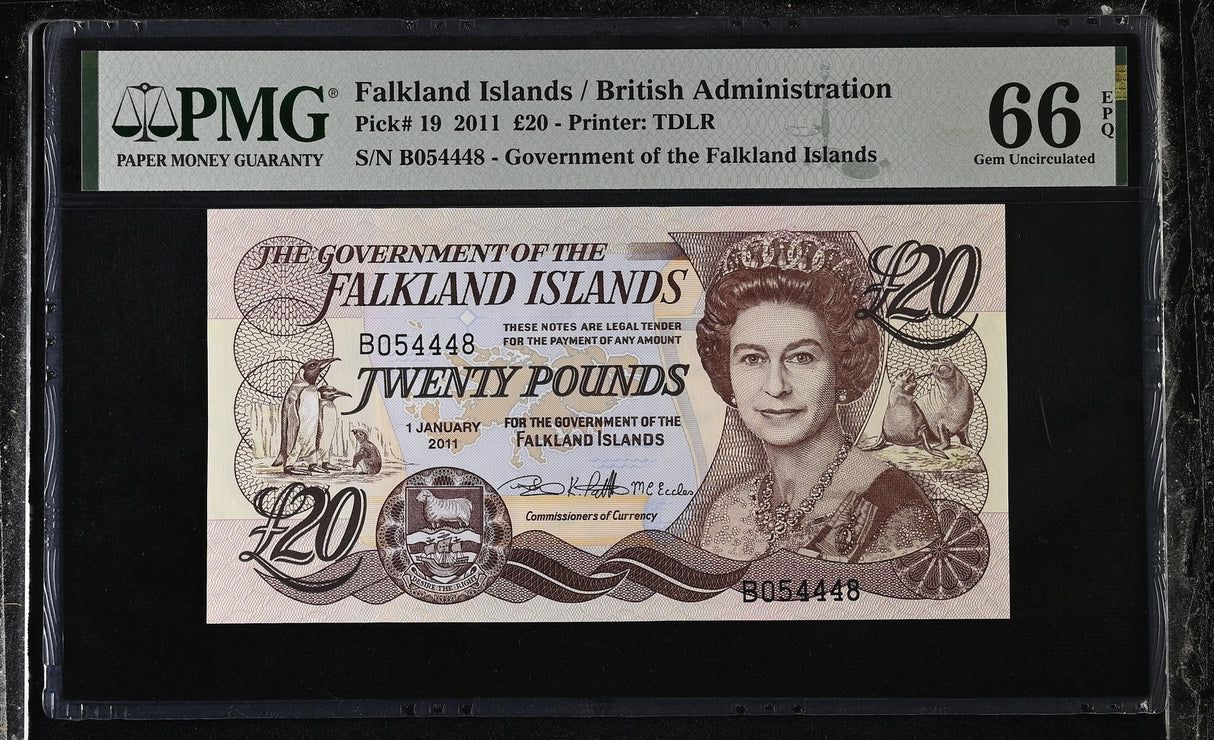 PMG®
PAPER MONEY GUARANTY
Falkland Islands / British Administration
Pick# 19 2011 £20 - Printer: TDLR
S/N B054448 - Government of the Falkland Islands
66
EPQ
Gem Uncirculated
THE GOVERNMENT OF THE
FALKLAND ISLANDS
£20
B054448
THESE NOTES ARE LEGAL TENDER
FOR THE PAYMENT OF ANY AMOUNT
TWENTY POUNDS
1 JANUARY
2011
FOR THE GOVERNMENT OF THE
FALKLAND ISLANDS
M C Eccles
Commissioners of Currency
£20
DESIRE THE RIGHT
B054448